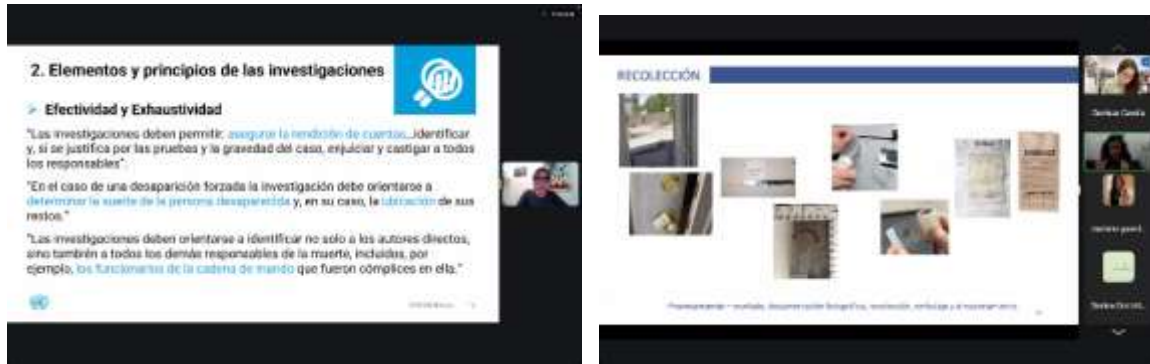 2. Elementos y principios de las investigaciones
Efectividad y Exhaustividad
"Las investigaciones deben permitir: asegurar la rendición de cuentas...identificar
y, si se justifica por las pruebas y la gravedad del caso, enjuiciar y castigar a todos
los responsables".
"En el caso de una desaparición forzada la investigación debe orientarse a
determinar la suerte de la persona desaparecida y, en su caso, la ubicación de sus
restos."
"Las investigaciones deben orientarse a identificar no solo a los autores directos,
sino también a todos los demás responsables de la muerte, incluidos, por
ejemplo, los funcionarios de la cadena de mando que fueron cómplices en ella."
RECOLECCIÓN
documentación fotográfica, recolección, embalaje